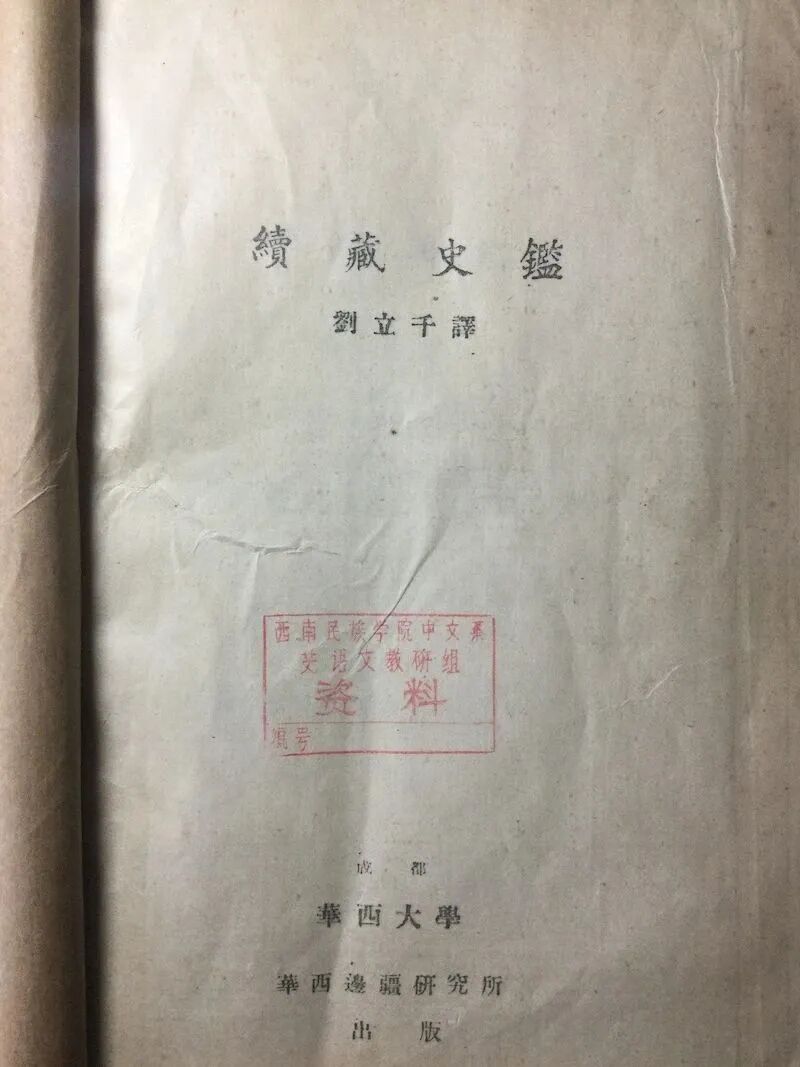 續藏史鑑
劉立千譯
西南民族学院中文系
文教研组
资料
编号
成都
華西大學
華西邊疆研究所
出版